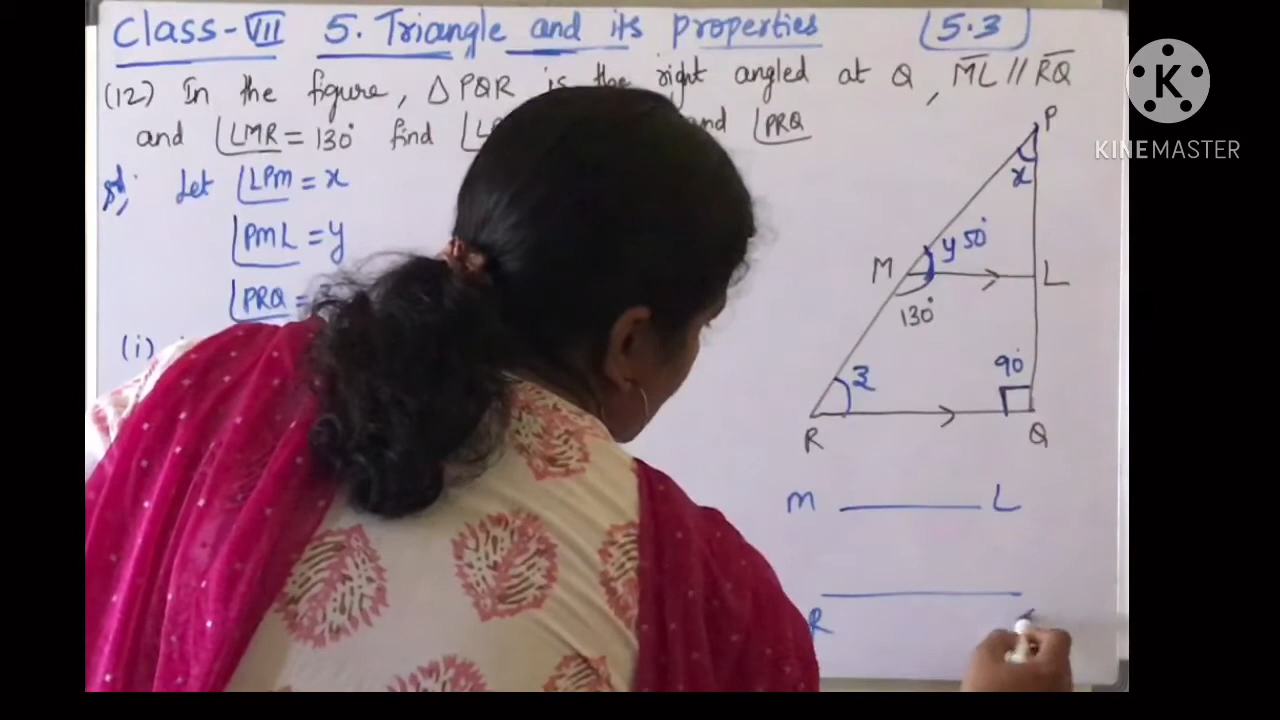 Class-VII 5. Triangle and its properties (5.3)
(12) In the figure, △PQR is the right angled at Q, ML // RQ
and ∠LMR = 130° find and ∠PRQ
Sol; Let ∠LPM = x
∠PML = y
∠PRQ =
(i)
K
KINEMASTER
P
x
y 50°
M
L
130°
90°
z
R
Q
M L
R